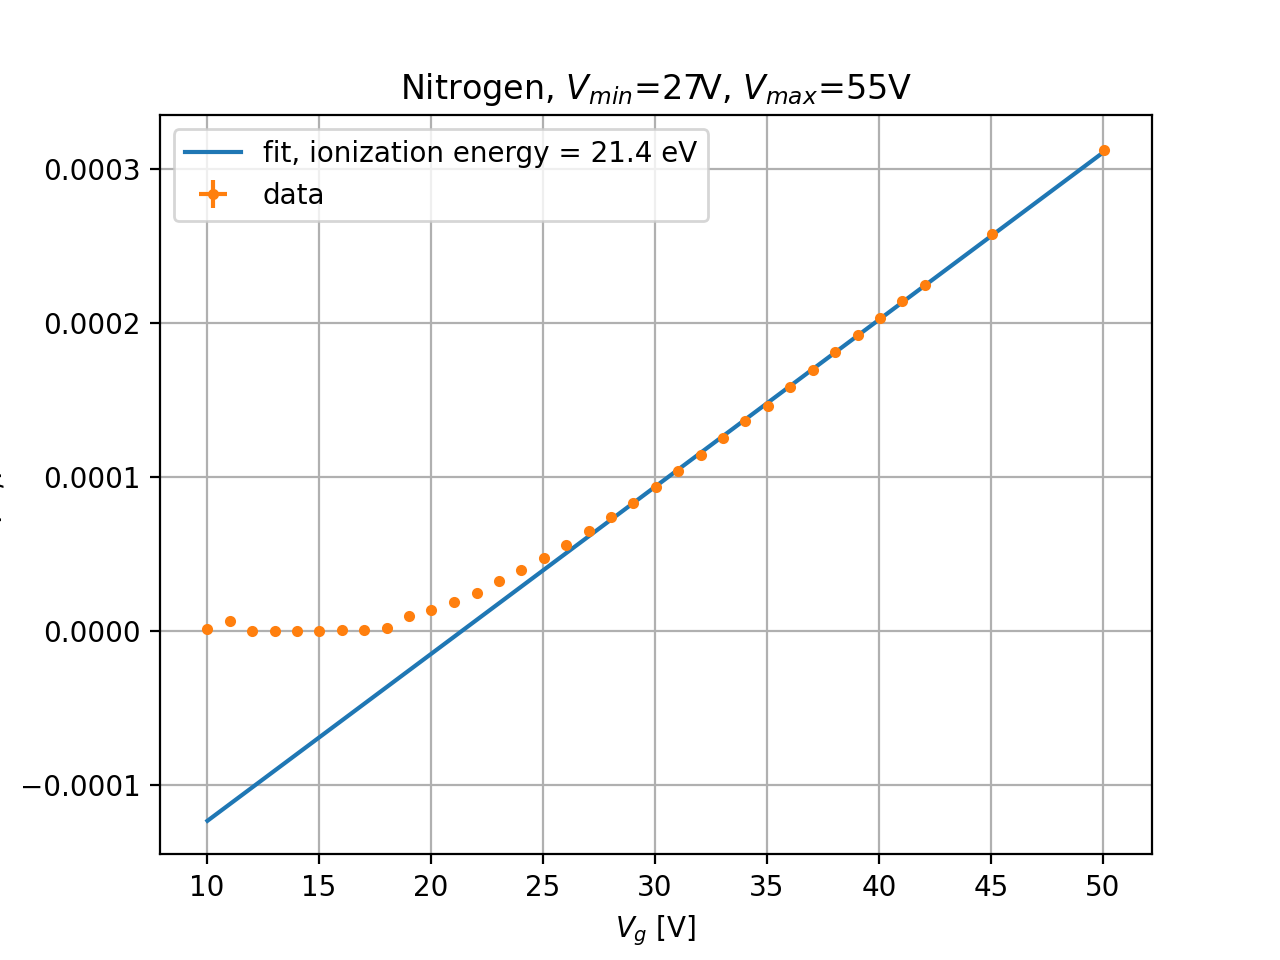 Nitrogen, V_min=27V, V_max=55V
fit, ionization energy = 21.4 eV
data
0.0003
0.0002
0.0001
0.0000
−0.0001
10 15 20 25 30 35 40 45 50
V_g [V]